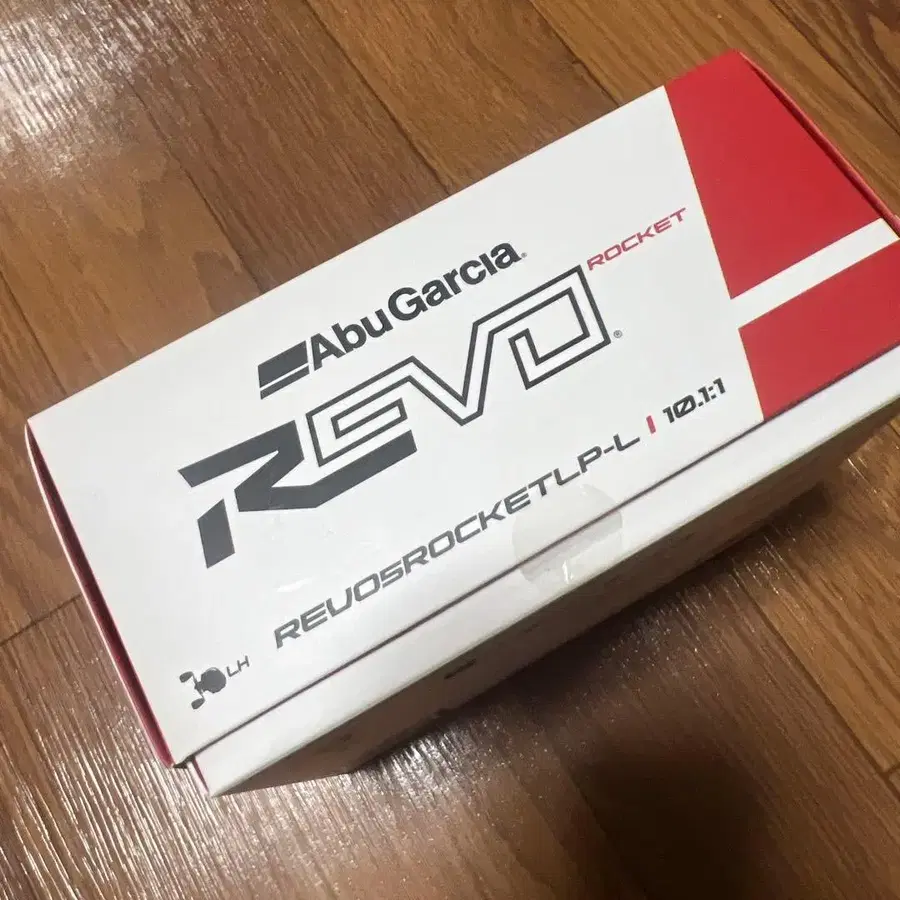 AbuGarcia®
REVO® ROCKET
REVO5ROCKETLP-L | 10.1:1
LH